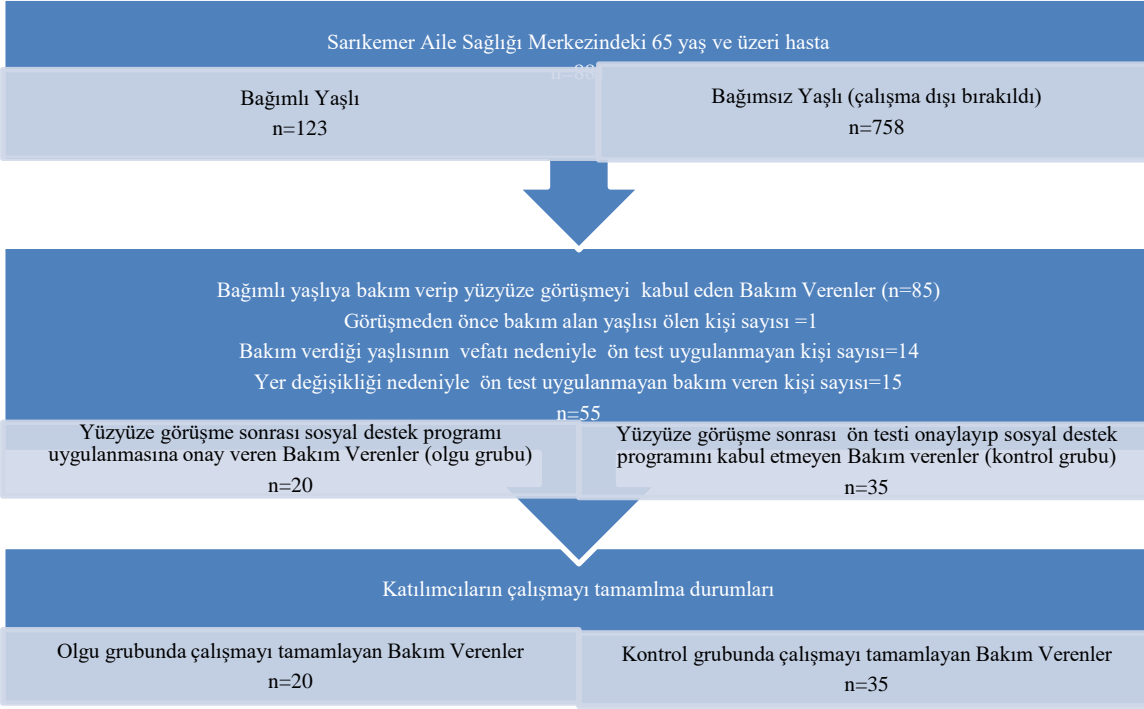 Sarıkemer Aile Sağlığı Merkezindeki 65 yaş ve üzeri hasta
Bağımlı Yaşlı
n=123
Bağımsız Yaşlı (çalışma dışı bırakıldı)
n=758
Bağımlı yaşlıya bakım verip yüzyüze görüşmeyi kabul eden Bakım Verenler (n=85)
Görüşmeden önce bakım alan yaşlısı ölen kişi sayısı =1
Bakım verdiği yaşlısının vefatı nedeniyle ön test uygulanmayan kişi sayısı=14
Yer değişikliği nedeniyle ön test uygulanmayan bakım veren kişi sayısı=15
n=55
Yüzyüze görüşme sonrası sosyal destek programı
uygulanmasına onay veren Bakım Verenler (olgu grubu)
n=20
Yüzyüze görüşme sonrası ön testi onaylayıp sosyal destek
programını kabul etmeyen Bakım verenler (kontrol grubu)
n=35
Katılımcıların çalışmayı tamamlma durumları
Olgu grubunda çalışmayı tamamlayan Bakım Verenler
n=20
Kontrol grubunda çalışmayı tamamlayan Bakım Verenler
n=35